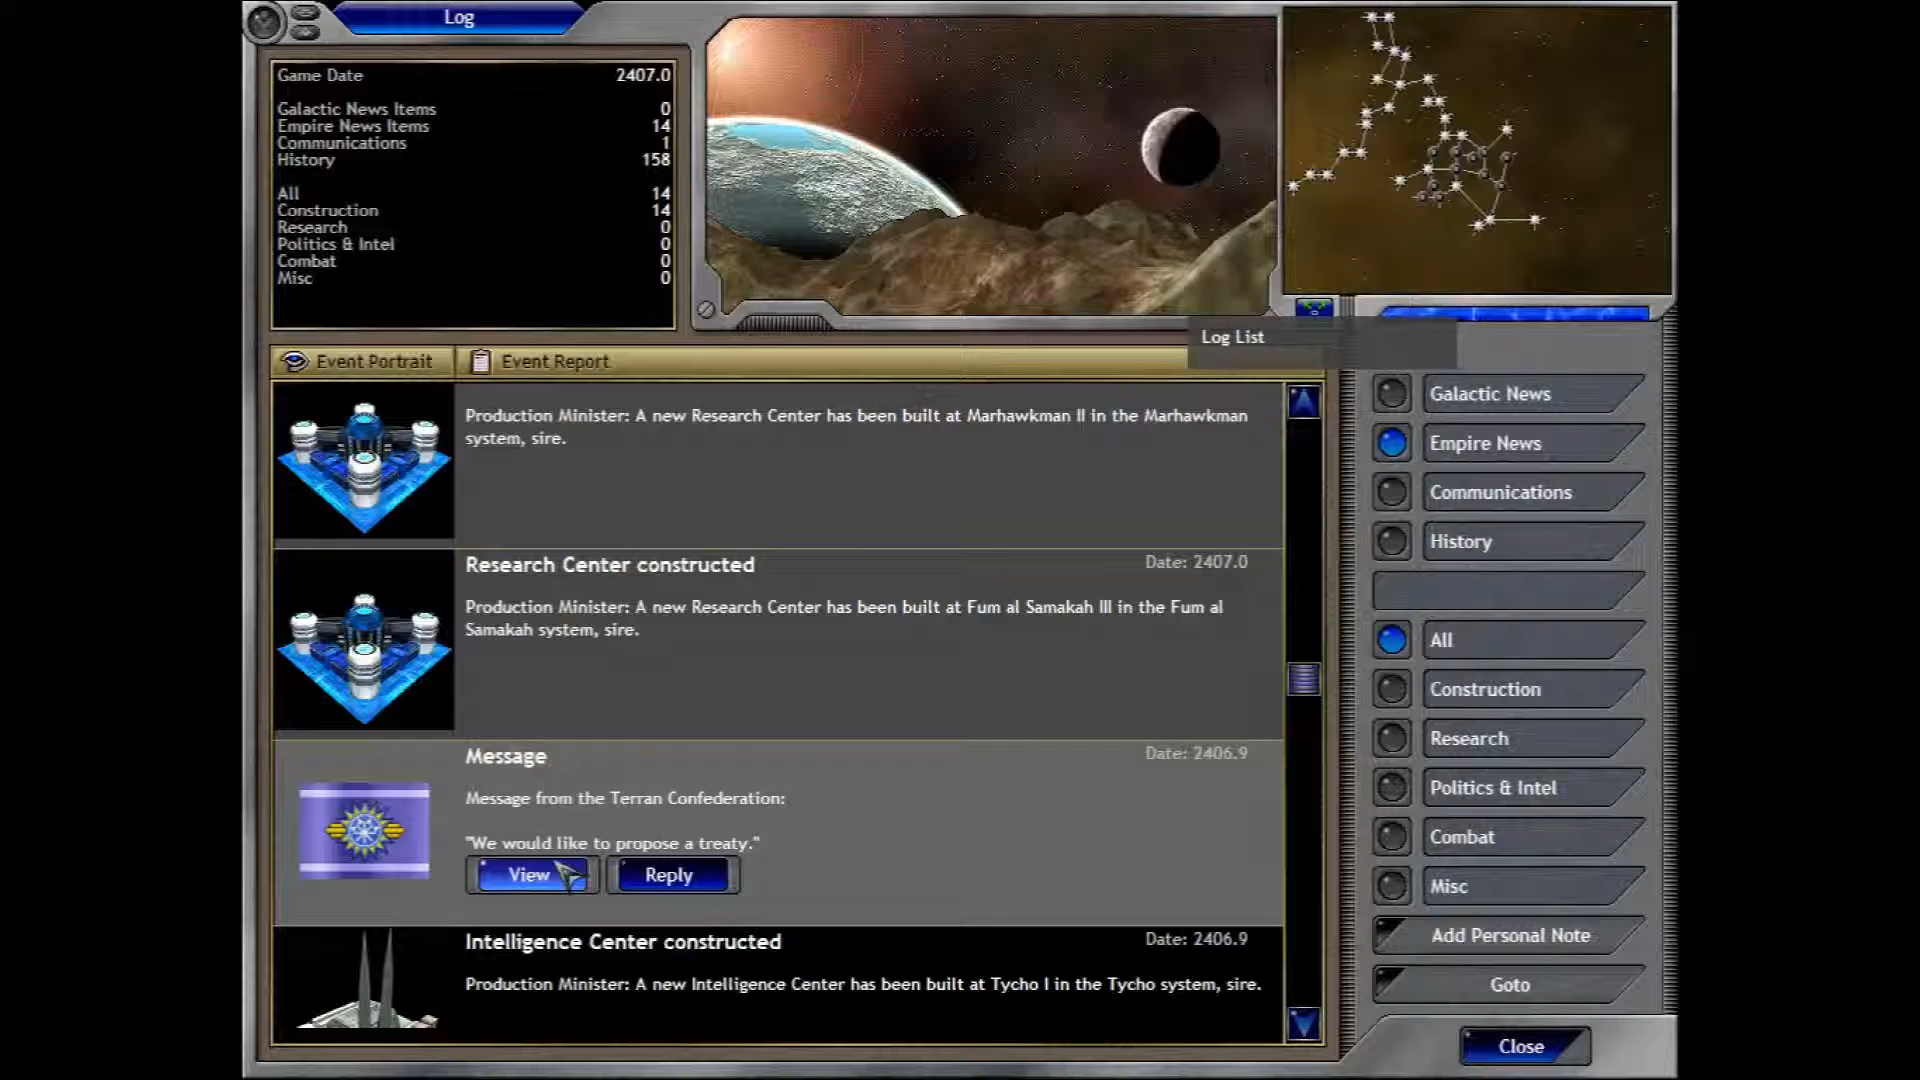 Log
Game Date 2407.0
Galactic News Items 0
Empire News Items 14
Communications 1
History 158
All 14
Construction 14
Research 0
Politics & Intel 0
Combat 0
Misc 0
Log List
Event Portrait
Event Report
Production Minister: A new Research Center has been built at Marhawkman II in the Marhawkman
system, sire.
Research Center constructed
Date: 2407.0
Production Minister: A new Research Center has been built at Fum al Samakah III in the Fum al
Samakah system, sire.
Message
Date: 2406.9
Message from the Terran Confederation:
"We would like to propose a treaty."
View
Reply
Intelligence Center constructed
Date: 2406.9
Production Minister: A new Intelligence Center has been built at Tycho I in the Tycho system, sire.
Galactic News
Empire News
Communications
History
All
Construction
Research
Politics & Intel
Combat
Misc
Add Personal Note
Goto
Close